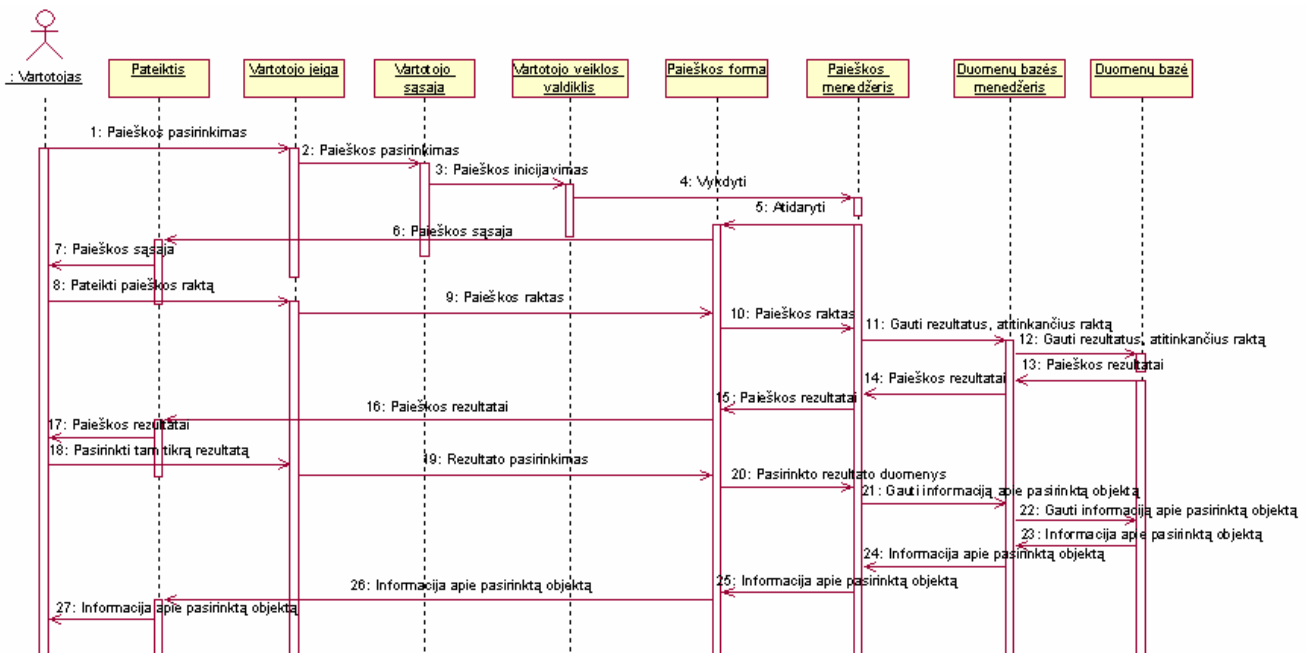 : Vartotojas
Pateiktis
Vartotojo įeiga
Vartotojo
sąsaja
Vartotojo veiklos
valdiklis
Paieškos forma
Paieškos
menedžeris
Duomenų bazės
menedžeris
Duomenų bazė
1: Paieškos pasirinkimas
2: Paieškos pasirinkimas
3: Paieškos inicijavimas
4: Vykdyti
5: Atidaryti
6: Paieškos sąsaja
7: Paieškos sąsaja
8: Pateikti paieškos raktą
9: Paieškos raktas
10: Paieškos raktas
11: Gauti rezultatus, atitinkančius raktą
12: Gauti rezultatus, atitinkančius raktą
13: Paieškos rezultatai
14: Paieškos rezultatai
15: Paieškos rezultatai
16: Paieškos rezultatai
17: Paieškos rezultatai
18: Pasirinkti tam tikrą rezultatą
19: Rezultato pasirinkimas
20: Pasirinkto rezultato duomenys
21: Gauti informaciją apie pasirinktą objektą
22: Gauti informaciją apie pasirinktą objektą
23: Informacija apie pasirinktą objektą
24: Informacija apie pasirinktą objektą
25: Informacija apie pasirinktą objektą
26: Informacija apie pasirinktą objektą
27: Informacija apie pasirinktą objektą